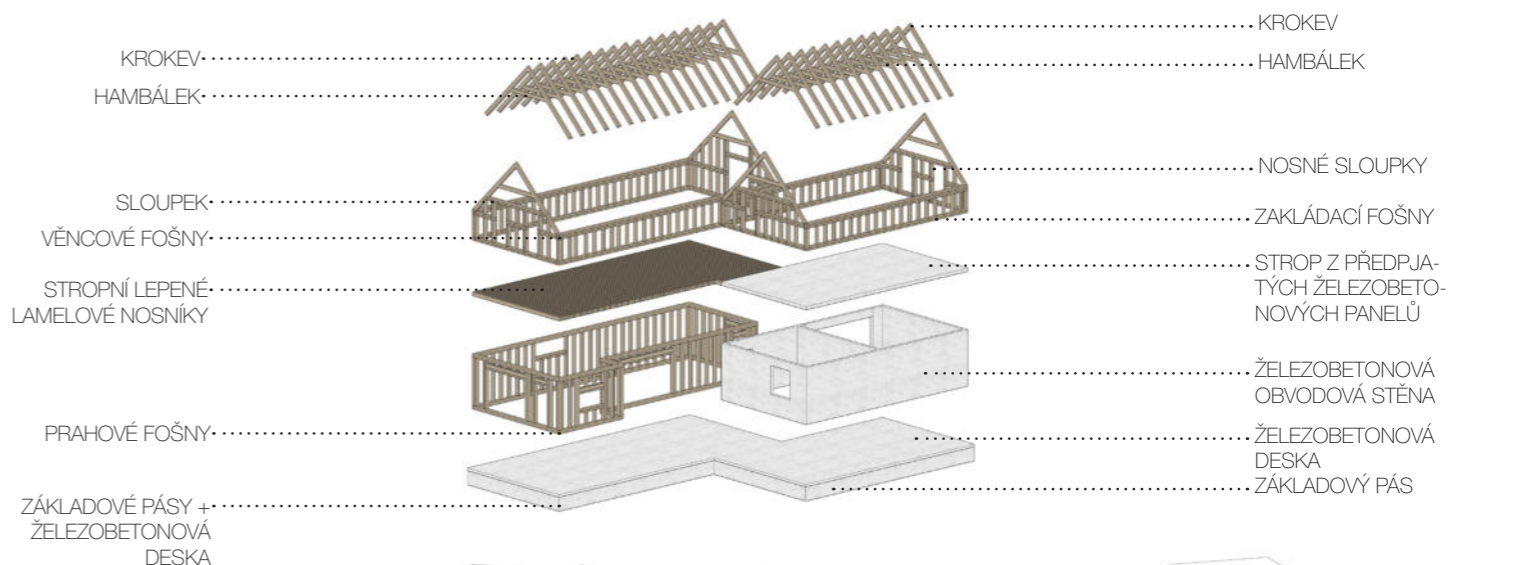 KROKEV
HAMBÁLEK
SLOUPEK
VĚNCOVÉ FOŠNY
STROPNÍ LEPENÉ
LAMELOVÉ NOSNÍKY
PRAHOVÉ FOŠNY
ZÁKLADOVÉ PÁSY +
ŽELEZOBETONOVÁ
DESKA
KROKEV
HAMBÁLEK
NOSNÉ SLOUPKY
ZAKLÁDACÍ FOŠNY
STROP Z PŘEDPJA-
TÝCH ŽELEZOBETO-
NOVÝCH PANELŮ
ŽELEZOBETONOVÁ
OBVODOVÁ STĚNA
ŽELEZOBETONOVÁ
DESKA
ZÁKLADOVÝ PÁS